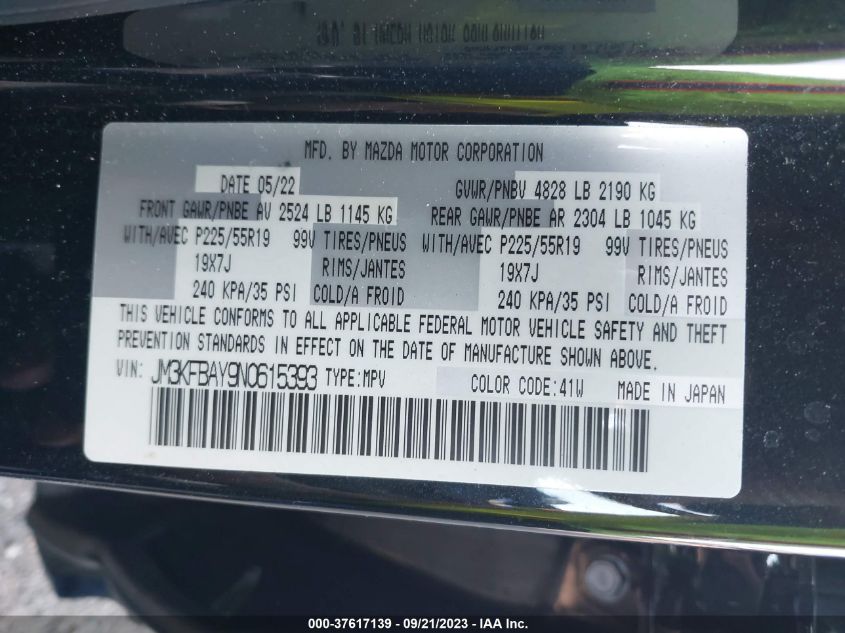 MFD. BY MAZDA MOTOR CORPORATION
DATE 05/22 GVWR/PNBV 4828 LB 2190 KG
FRONT GAWR/PNBE AV 2524 LB 1145 KG REAR GAWR/PNBE AR 2304 LB 1045 KG
WITH/AVEC P225/55R19 99V TIRES/PNEUS WITH/AVEC P225/55R19 99V TIRES/PNEUS
19X7J RIMS/JANTES 19X7J RIMS/JANTES
240 KPA/35 PSI COLD/A FROID 240 KPA/35 PSI COLD/A FROID
THIS VEHICLE CONFORMS TO ALL APPLICABLE FEDERAL MOTOR VEHICLE SAFETY AND THEFT
PREVENTION STANDARDS IN EFFECT ON THE DATE OF MANUFACTURE SHOWN ABOVE.
VIN: JM3KFBAY9N0615393 TYPE:MPV COLOR CODE:41W MADE IN JAPAN
000-37617139 - 09/21/2023 - IAA Inc.